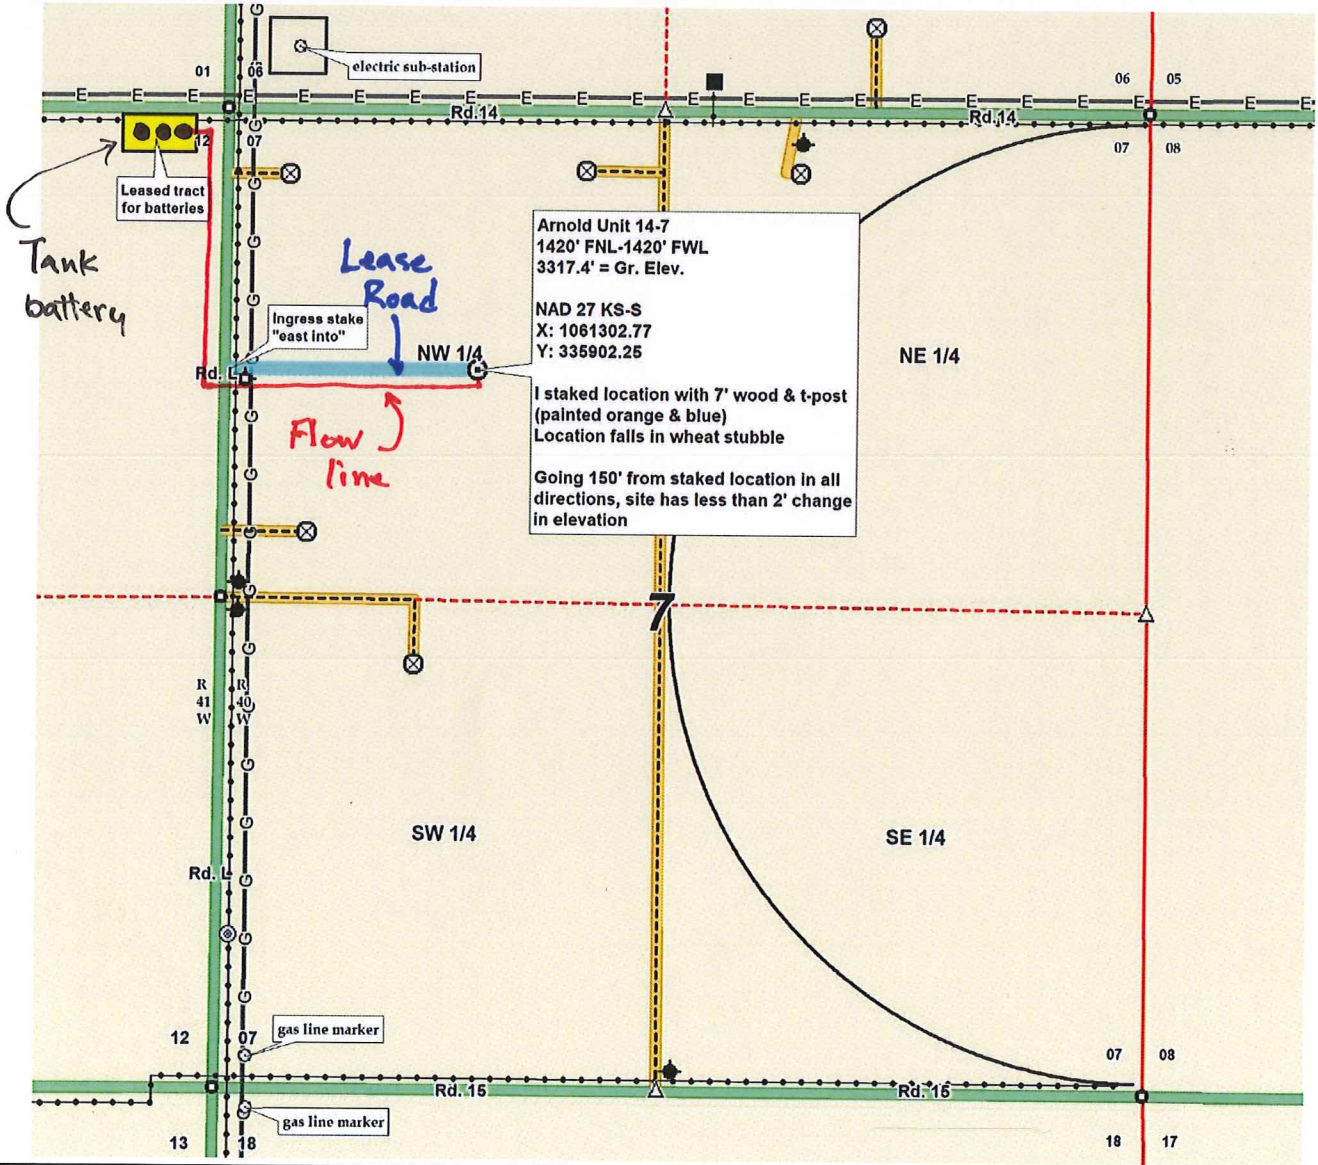 01
06
electric sub-station
06
05
E E E E E E E E E E E E E E E E E E E E E E E
Rd.14
Rd.14
12
07
07
08
Leased tract
for batteries
Tank
battery
Lease
Road
Ingress stake
"east into"
Rd. L
NW 1/4
Arnold Unit 14-7
1420' FNL-1420' FWL
3317.4' = Gr. Elev.
NAD 27 KS-S
X: 1061302.77
Y: 335902.25
I staked location with 7' wood & t-post
(painted orange & blue)
Location falls in wheat stubble
Going 150' from staked location in all
directions, site has less than 2' change
in elevation
NE 1/4
Flow
line
7
R
41
W
R
40
W
G G G G G G G G G G G G G G G G G G
SW 1/4
SE 1/4
Rd. L
12
07
gas line marker
07
08
Rd. 15
Rd. 15
gas line marker
13
18
18
17